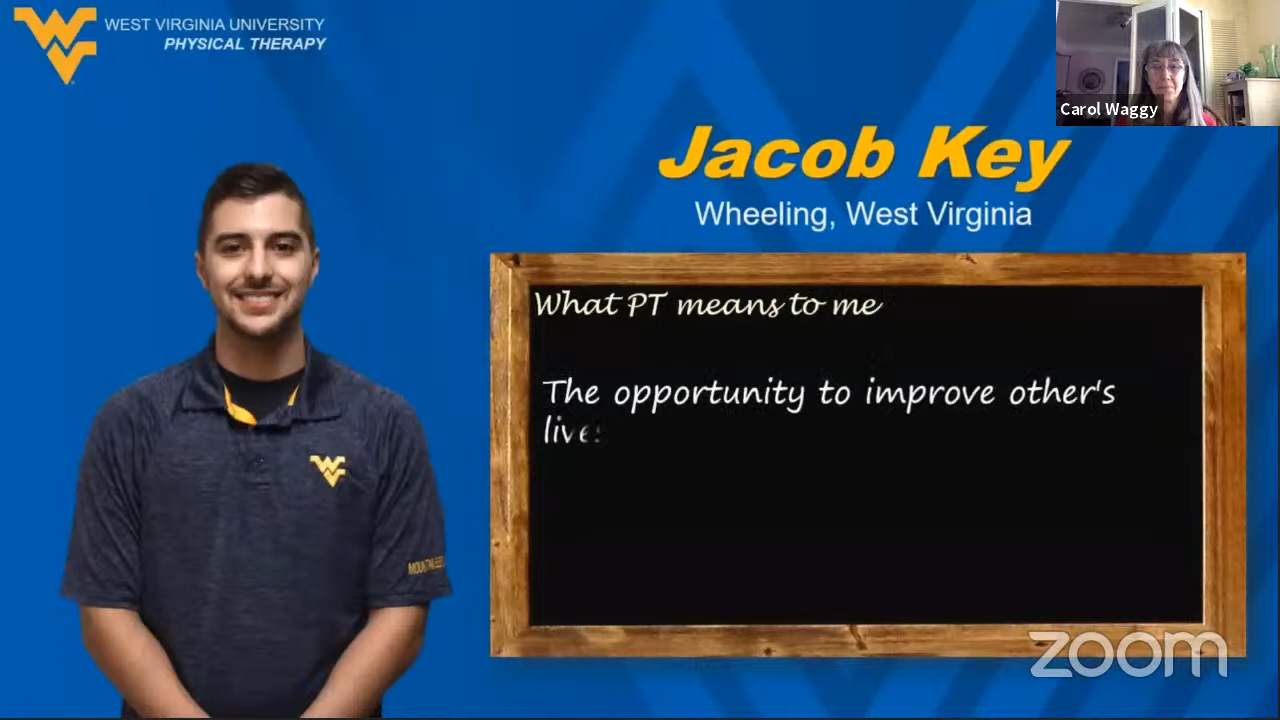 WEST VIRGINIA UNIVERSITY
PHYSICAL THERAPY
Carol Waggy
Jacob Key
Wheeling, West Virginia
What PT means to me
The opportunity to improve other's
lives
zoom